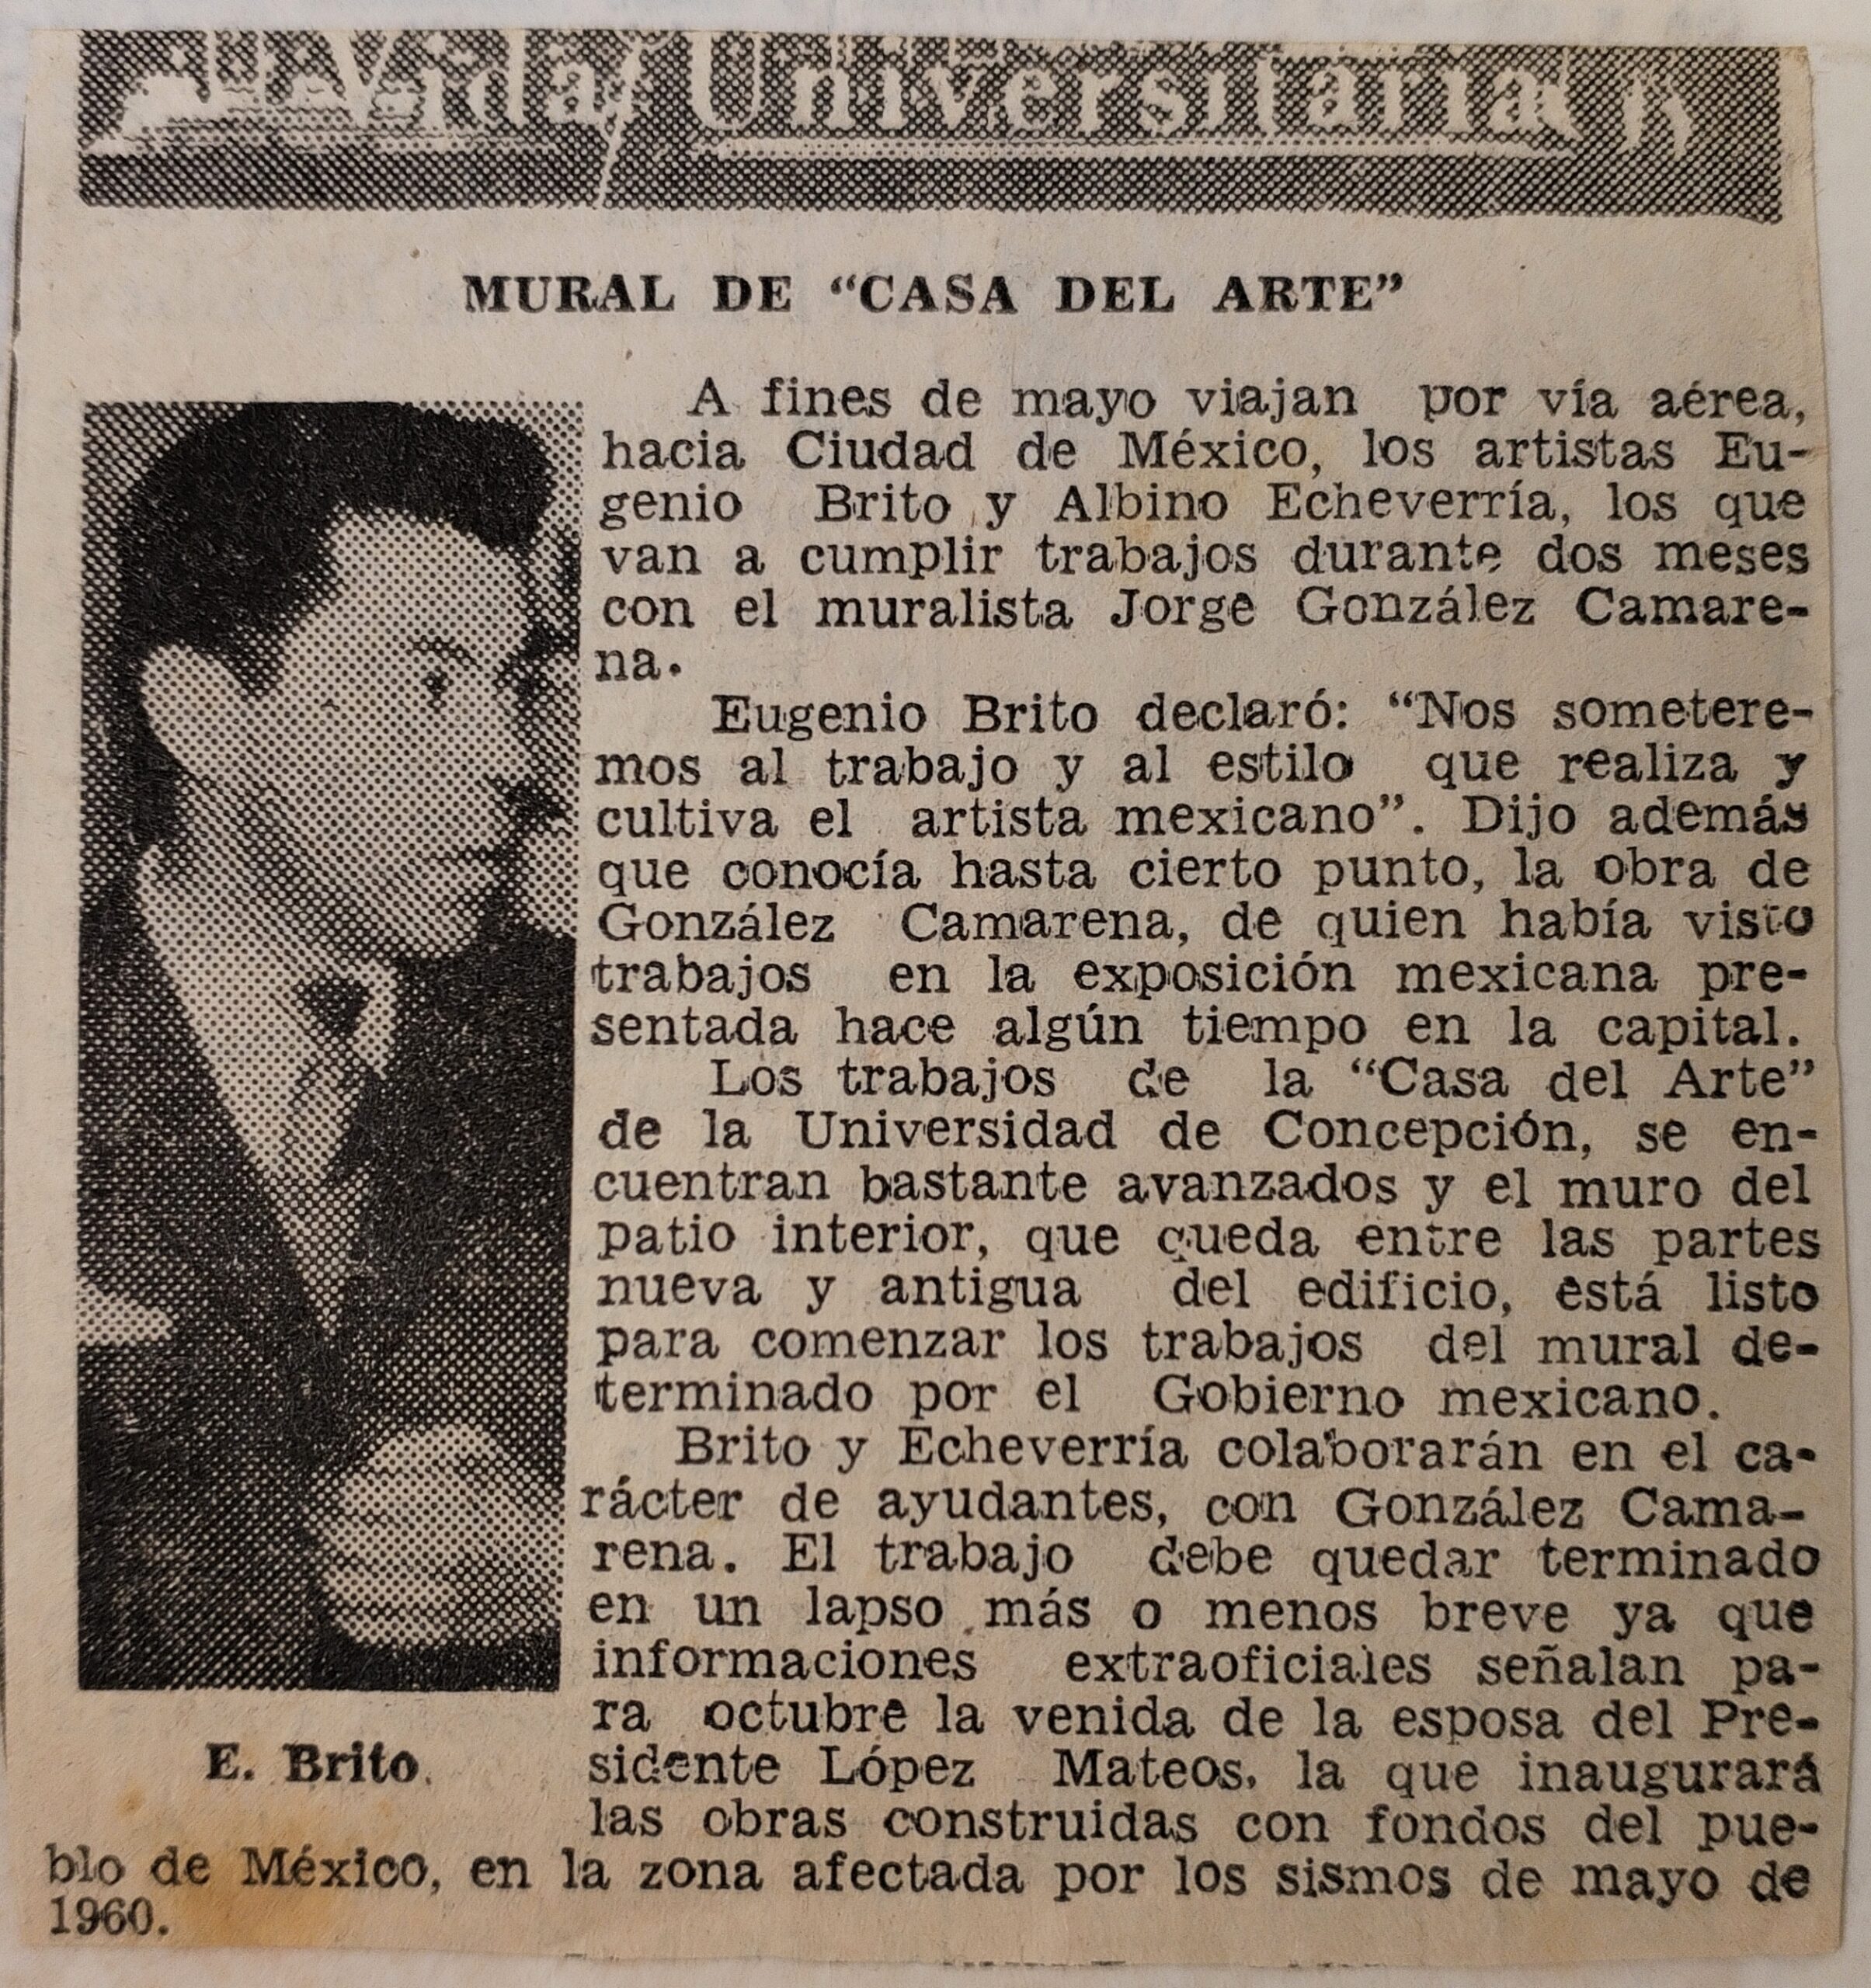 Vida Universitaria
MURAL DE “CASA DEL ARTE”
A fines de mayo viajan por vía aérea,
hacia Ciudad de México, los artistas Eu-
genio Brito y Albino Echeverría, los que
van a cumplir trabajos durante dos meses
con el muralista Jorge González Camare-
na.
Eugenio Brito declaró: “Nos sometere-
mos al trabajo y al estilo que realiza y
cultiva el artista mexicano”. Dijo además
que conocía hasta cierto punto, la obra de
González Camarena, de quien había visto
trabajos en la exposición mexicana pre-
sentada hace algún tiempo en la capital.
Los trabajos de la “Casa del Arte”
de la Universidad de Concepción, se en-
cuentran bastante avanzados y el muro del
patio interior, que queda entre las partes
nueva y antigua del edificio, está listo
para comenzar los trabajos del mural de-
terminado por el Gobierno mexicano.
Brito y Echeverría colaborarán en el ca-
rácter de ayudantes, con González Cama-
rena. El trabajo debe quedar terminado
en un lapso más o menos breve ya que
informaciones extraoficiales señalan pa-
ra octubre la venida de la esposa del Pre-
sidente López Mateos, la que inaugurará
las obras construidas con fondos del pue-
blo de México, en la zona afectada por los sismos de mayo de
1960.
E. Brito.